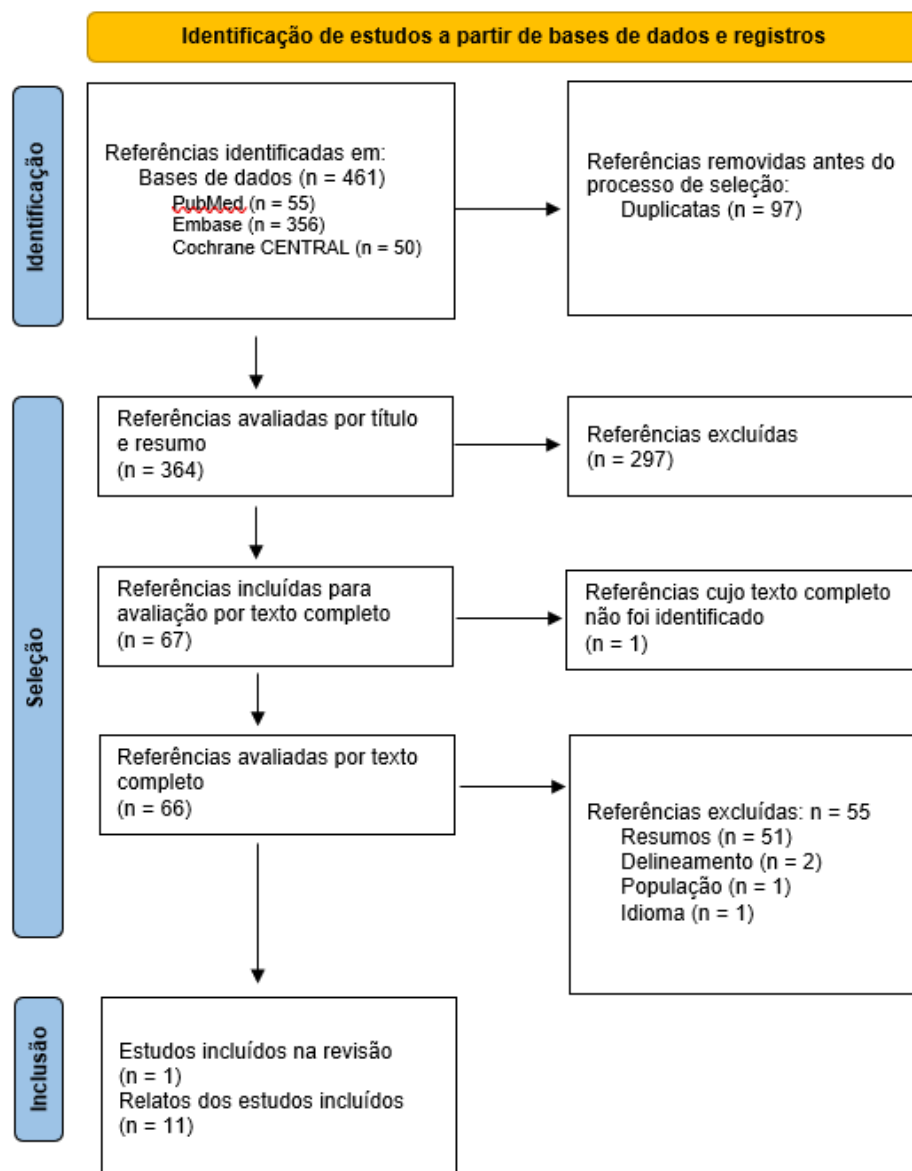 Identificação de estudos a partir de bases de dados e registros
Identificação
Referências identificadas em:
Bases de dados (n = 461)
PubMed (n = 55)
Embase (n = 356)
Cochrane CENTRAL (n = 50)
Referências removidas antes do
processo de seleção:
Duplicatas (n = 97)
Seleção
Referências avaliadas por título
e resumo
(n = 364)
Referências excluídas
(n = 297)
Referências incluídas para
avaliação por texto completo
(n = 67)
Referências cujo texto completo
não foi identificado
(n = 1)
Referências avaliadas por texto
completo
(n = 66)
Referências excluídas: n = 55
Resumos (n = 51)
Delineamento (n = 2)
População (n = 1)
Idioma (n = 1)
Inclusão
Estudos incluídos na revisão
(n = 1)
Relatos dos estudos incluídos
(n = 11)